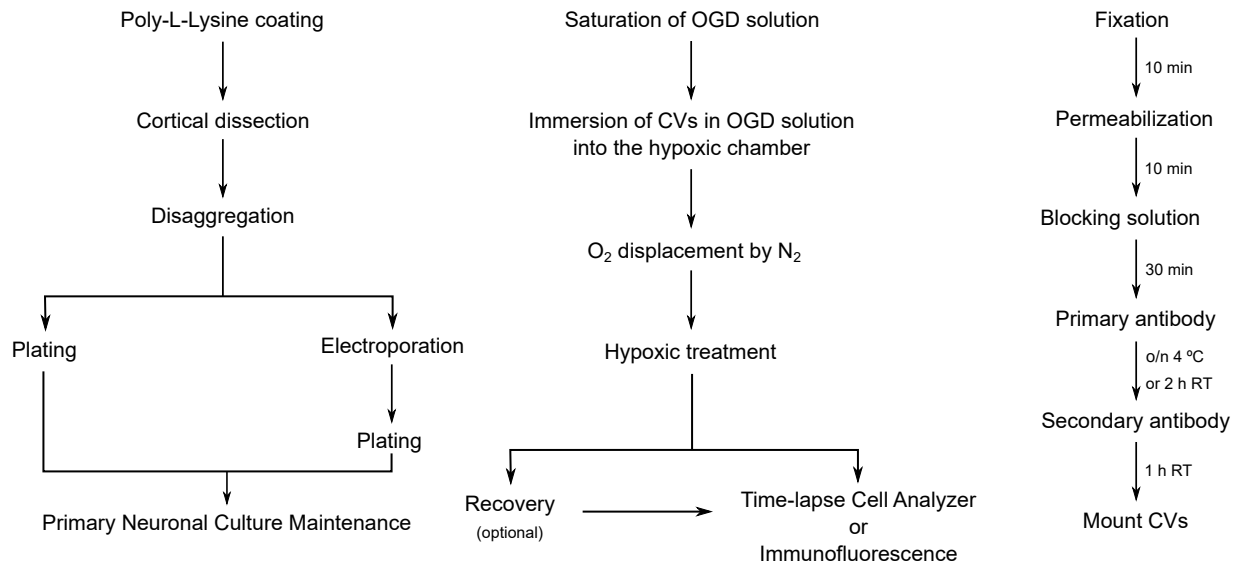 Poly-L-Lysine coating
Cortical dissection
Disaggregation
Plating
Electroporation
Plating
Primary Neuronal Culture Maintenance
Saturation of OGD solution
Immersion of CVs in OGD solution
into the hypoxic chamber
O₂ displacement by N₂
Hypoxic treatment
Recovery
(optional)
Time-lapse Cell Analyzer
or
Immunofluorescence
Fixation
10 min
Permeabilization
10 min
Blocking solution
30 min
Primary antibody
o/n 4 ºC
or 2 h RT
Secondary antibody
1 h RT
Mount CVs